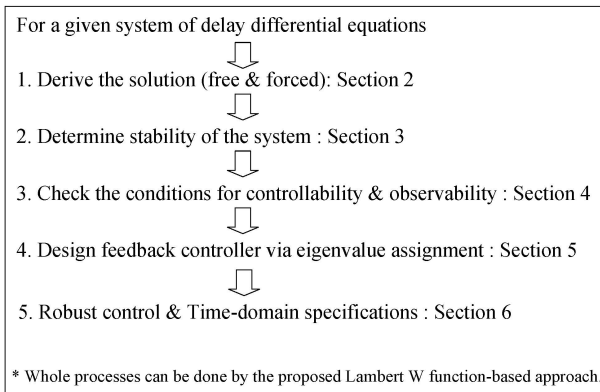 For a given system of delay differential equations
1. Derive the solution (free & forced): Section 2
2. Determine stability of the system : Section 3
3. Check the conditions for controllability & observability : Section 4
4. Design feedback controller via eigenvalue assignment : Section 5
5. Robust control & Time-domain specifications : Section 6
* Whole processes can be done by the proposed Lambert W function-based approach.